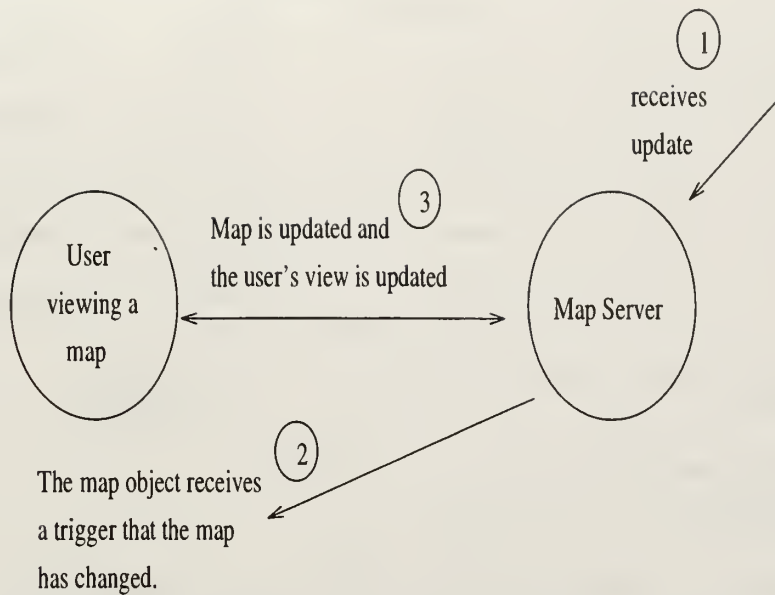 1
receives
update
3
Map is updated and
the user's view is updated
User
viewing a
map
Map Server
2
The map object receives
a trigger that the map
has changed.